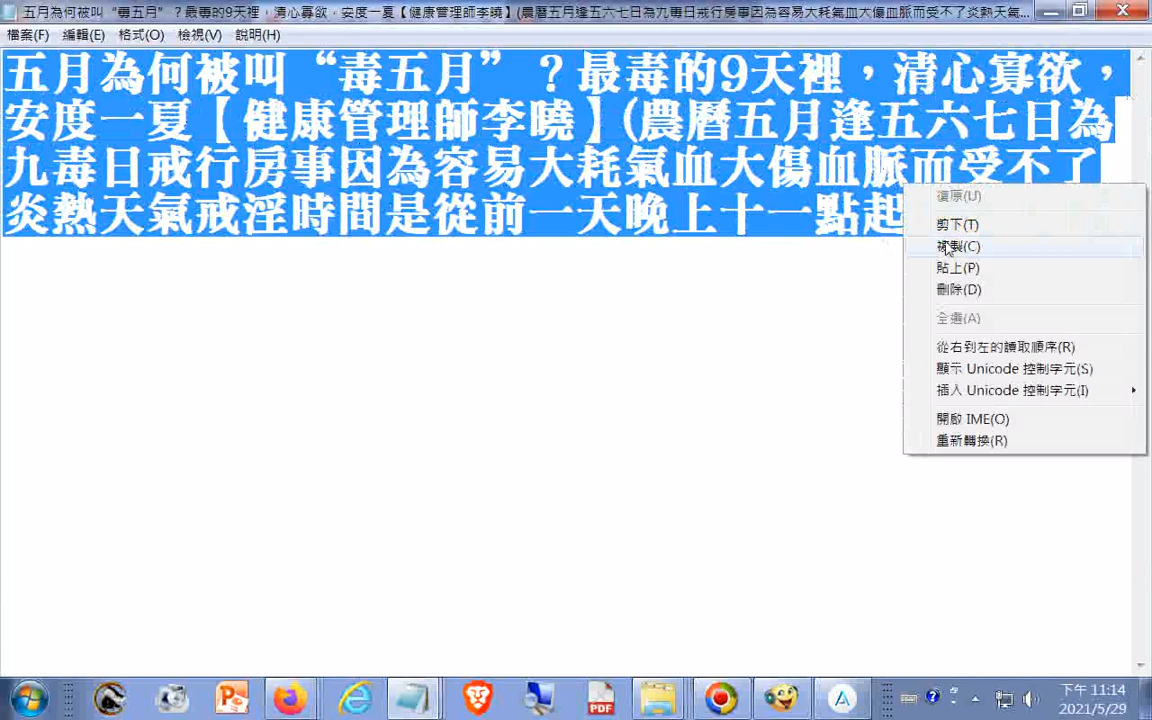 五月為何被叫“毒五月”？最毒的9天裡，清心寡欲，安度一夏【健康管理師李曉】(農曆五月逢五六七日為九毒日戒行房事因為容易大耗氣血大傷血脈而受不了炎熱天氣...
檔案(F) 編輯(E) 格式(O) 檢視(V) 說明(H)
五月為何被叫“毒五月”？最毒的9天裡，清心寡欲，
安度一夏【健康管理師李曉】(農曆五月逢五六七日為
九毒日戒行房事因為容易大耗氣血大傷血脈而受不了
炎熱天氣戒淫時間是從前一天晚上十一點起
復原(U)
剪下(T)
複製(C)
貼上(P)
刪除(D)
全選(A)
從右到左的讀取順序(R)
顯示 Unicode 控制字元(S)
插入 Unicode 控制字元(I)
開啟 IME(O)
重新轉換(R)
PDF
下午 11:14
2021/5/29